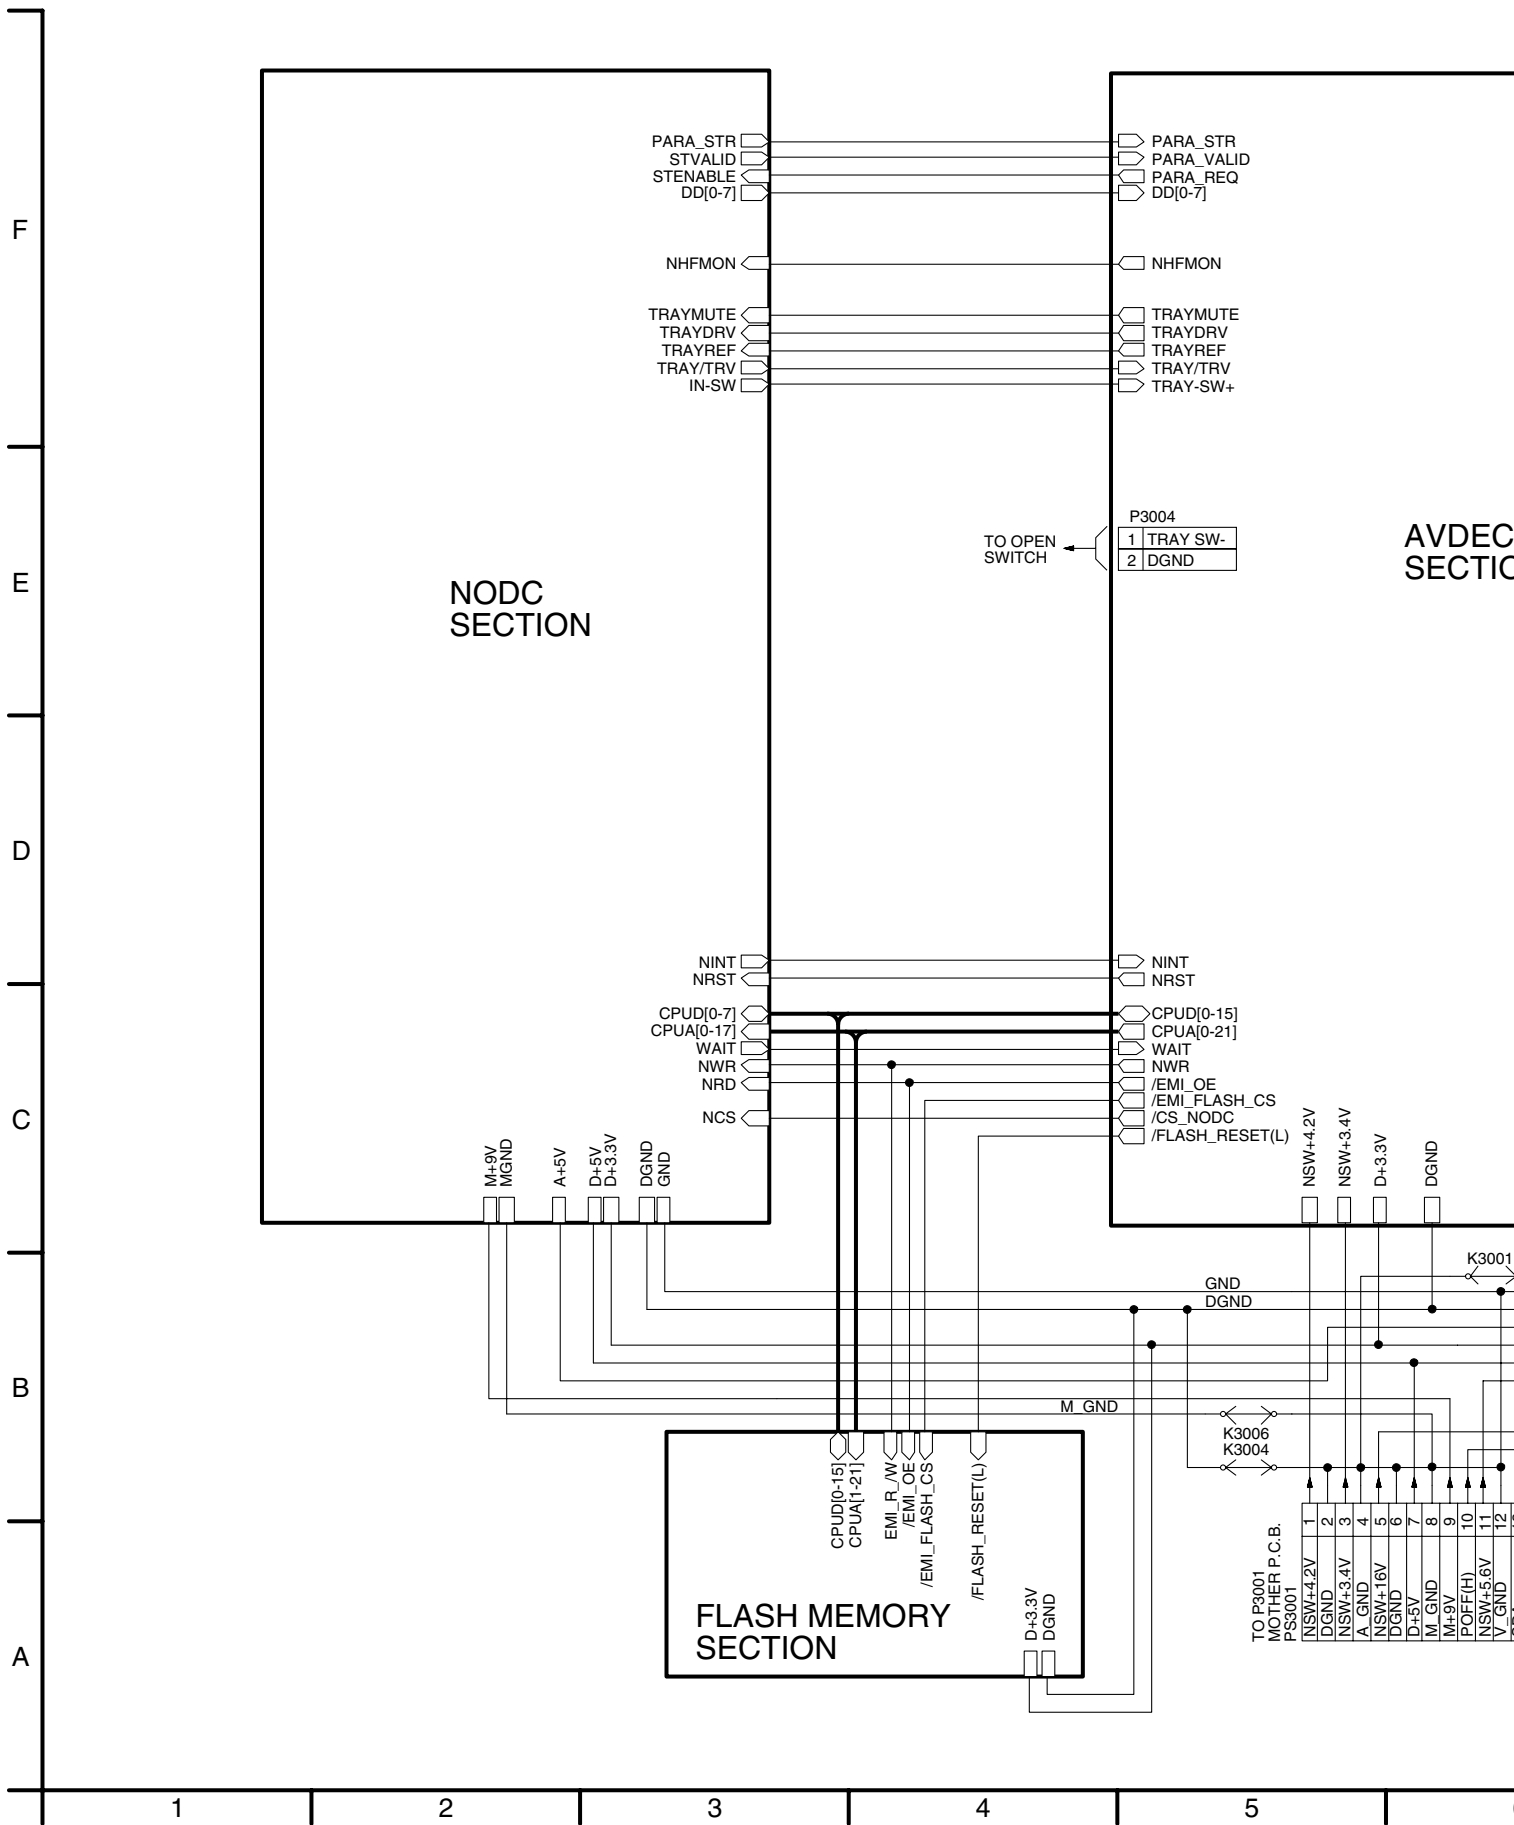 F
E
D
C
B
A
1
2
3
4
5
NODC
SECTION
PARA_STR
STVALID
STENABLE
DD[0-7]
NHFMON
TRAYMUTE
TRAYDRV
TRAYREF
TRAY/TRV
IN-SW
NINT
NRST
CPUD[0-7]
CPUA[0-17]
WAIT
NWR
NRD
NCS
M+9V
MGND
A+5V
D+5V
D+3.3V
DGND
GND
PARA_STR
PARA_VALID
PARA_REQ
DD[0-7]
NHFMON
TRAYMUTE
TRAYDRV
TRAYREF
TRAY/TRV
TRAY-SW+
TO OPEN
SWITCH
P3004
1 TRAY SW-
2 DGND
AVDEC
SECTIO
NINT
NRST
CPUD[0-15]
CPUA[0-21]
WAIT
NWR
/EMI_OE
/EMI_FLASH_CS
/CS_NODC
/FLASH_RESET(L)
NSW+4.2V
NSW+3.4V
D+3.3V
DGND
K3001
GND
DGND
M_GND
K3006
K3004
CPUD[0-15]
CPUA[1-21]
EMI_R_/W
/EMI_OE
/EMI_FLASH_CS
/FLASH_RESET(L)
D+3.3V
DGND
FLASH MEMORY
SECTION
TO P3001
MOTHER P.C.B.
PS3001
NSW+4.2V 1
DGND 2
NSW+3.4V 3
A_GND 4
NSW+16V 5
DGND 6
D+5V 7
M_GND 8
M+9V 9
POFF(H) 10
NSW+5.6V 11
V_GND 12